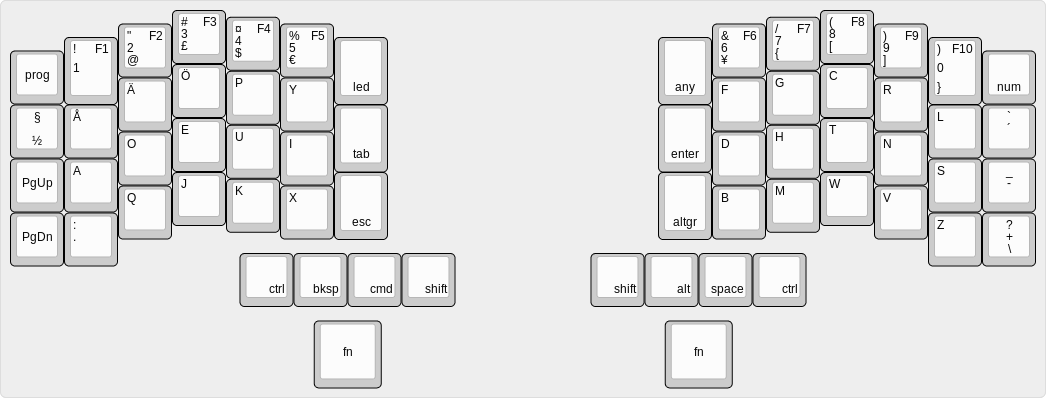 prog
! F1
1
" F2
2
@
# F3
3
£
¤ F4
4
$
% F5
5
€
led
§
½
Å
Ä
Ö
P
Y
tab
PgUp
A
O
E
U
I
esc
PgDn
:
.
Q
J
K
X
any
& F6
6
¥
/ F7
7
{
( F8
8
[
) F9
9
]
) F10
0
}
num
enter
F
G
C
R
L
`
´
altgr
D
H
T
N
S
_
-
B
M
W
V
Z
?
+
\
ctrl bksp cmd shift
shift alt space ctrl
fn
fn